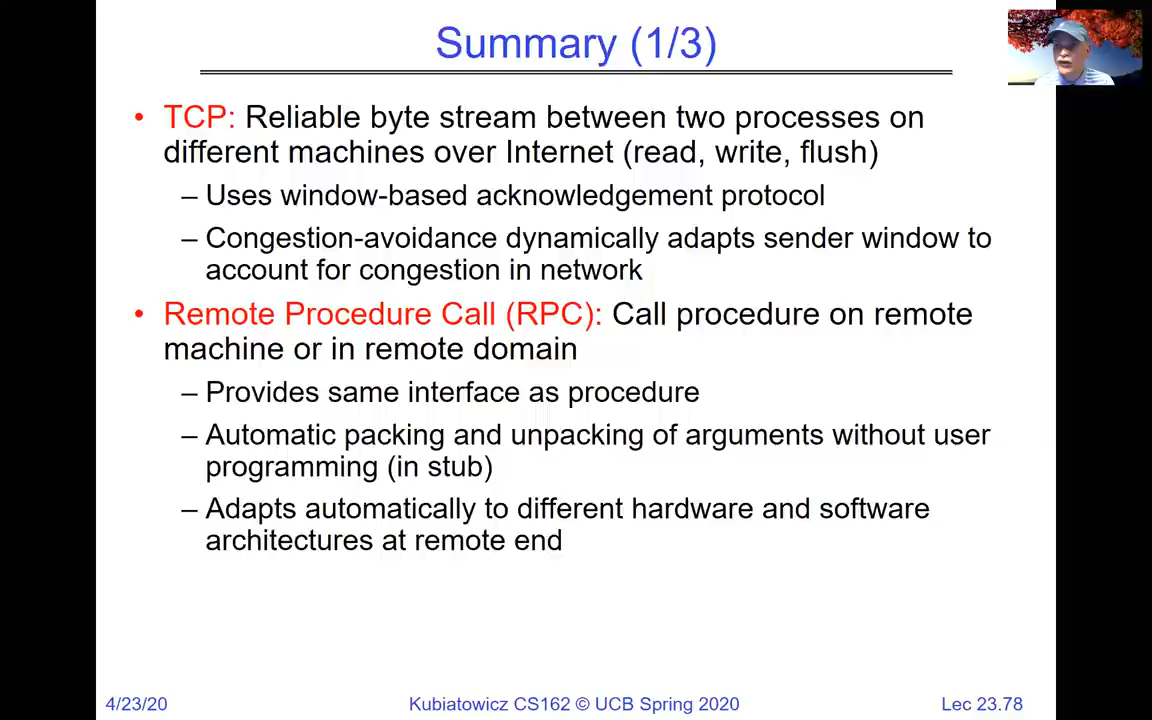 Summary (1/3)
• TCP: Reliable byte stream between two processes on
different machines over Internet (read, write, flush)
– Uses window-based acknowledgement protocol
– Congestion-avoidance dynamically adapts sender window to
account for congestion in network
• Remote Procedure Call (RPC): Call procedure on remote
machine or in remote domain
– Provides same interface as procedure
– Automatic packing and unpacking of arguments without user
programming (in stub)
– Adapts automatically to different hardware and software
architectures at remote end
4/23/20
Kubiatowicz CS162 © UCB Spring 2020
Lec 23.78